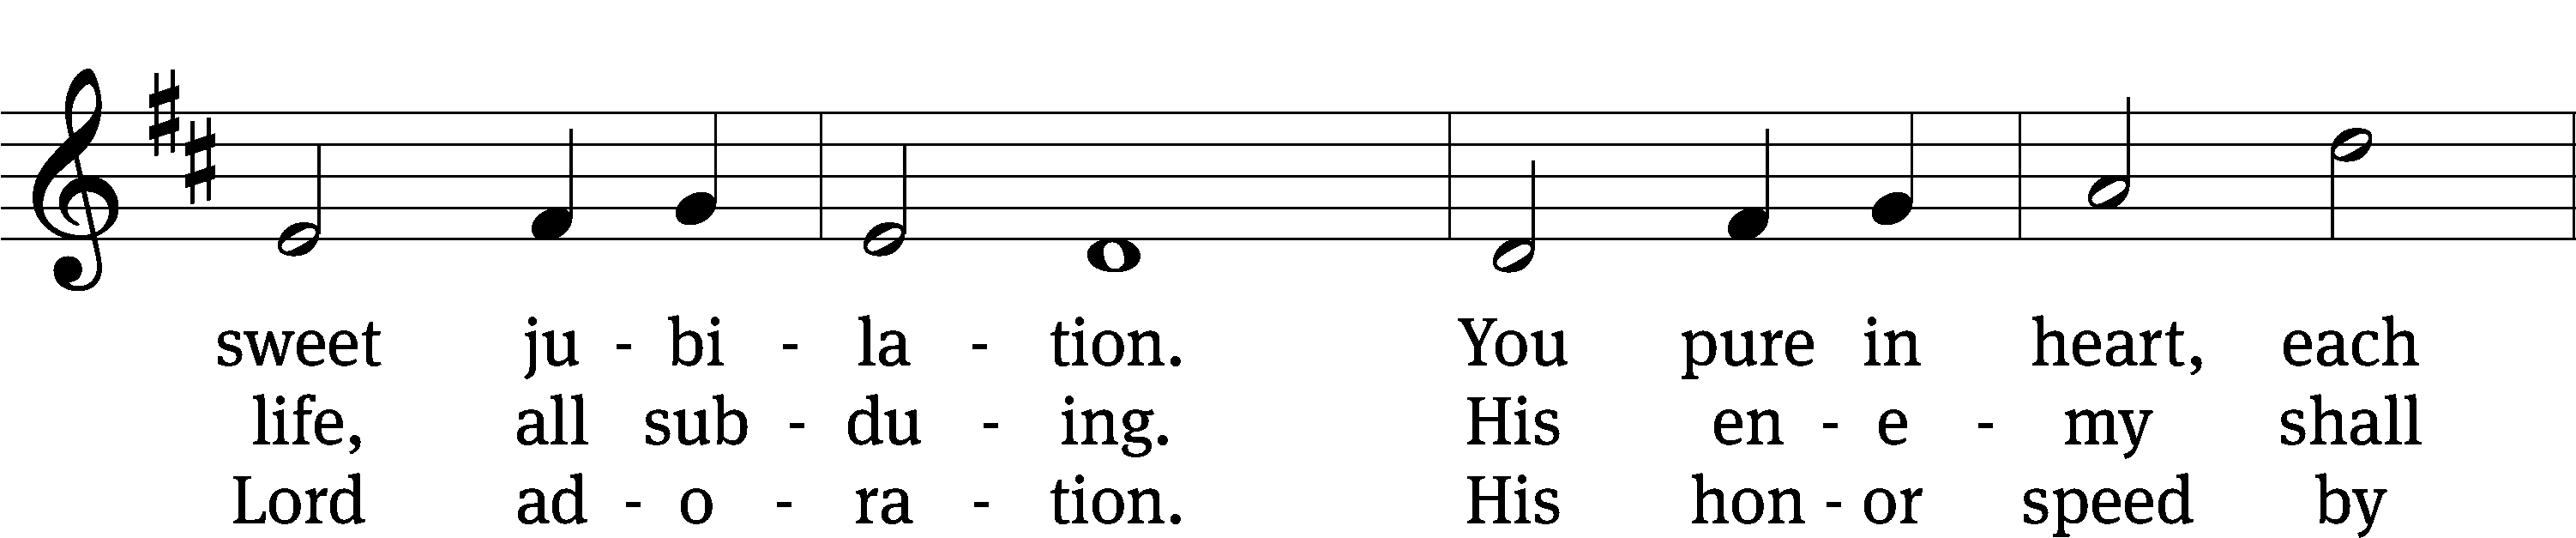 sweet ju - bi - la - tion. You pure in heart, each
life, all sub - du - ing. His en - e - my shall
Lord ad - o - ra - tion. His hon - or speed by